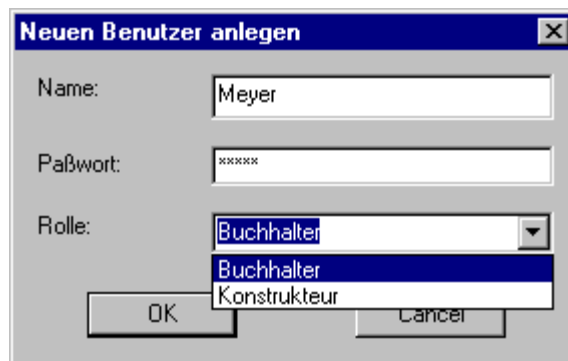 Neuen Benutzer anlegen
Name: Meyer
Paßwort: *****
Rolle: Buchhalter
Buchhalter
Konstrukteur
OK Cancel